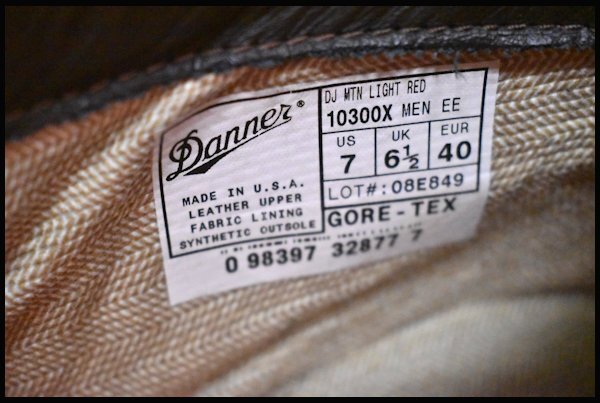 Danner®
MADE IN U.S.A.
LEATHER UPPER
FABRIC LINING
SYNTHETIC OUTSOLE
DJ MTN LIGHT RED
10300X MEN EE
US UK EUR
7 6½ 40
LOT#: 08E849
GORE-TEX
0 98397 32877 7